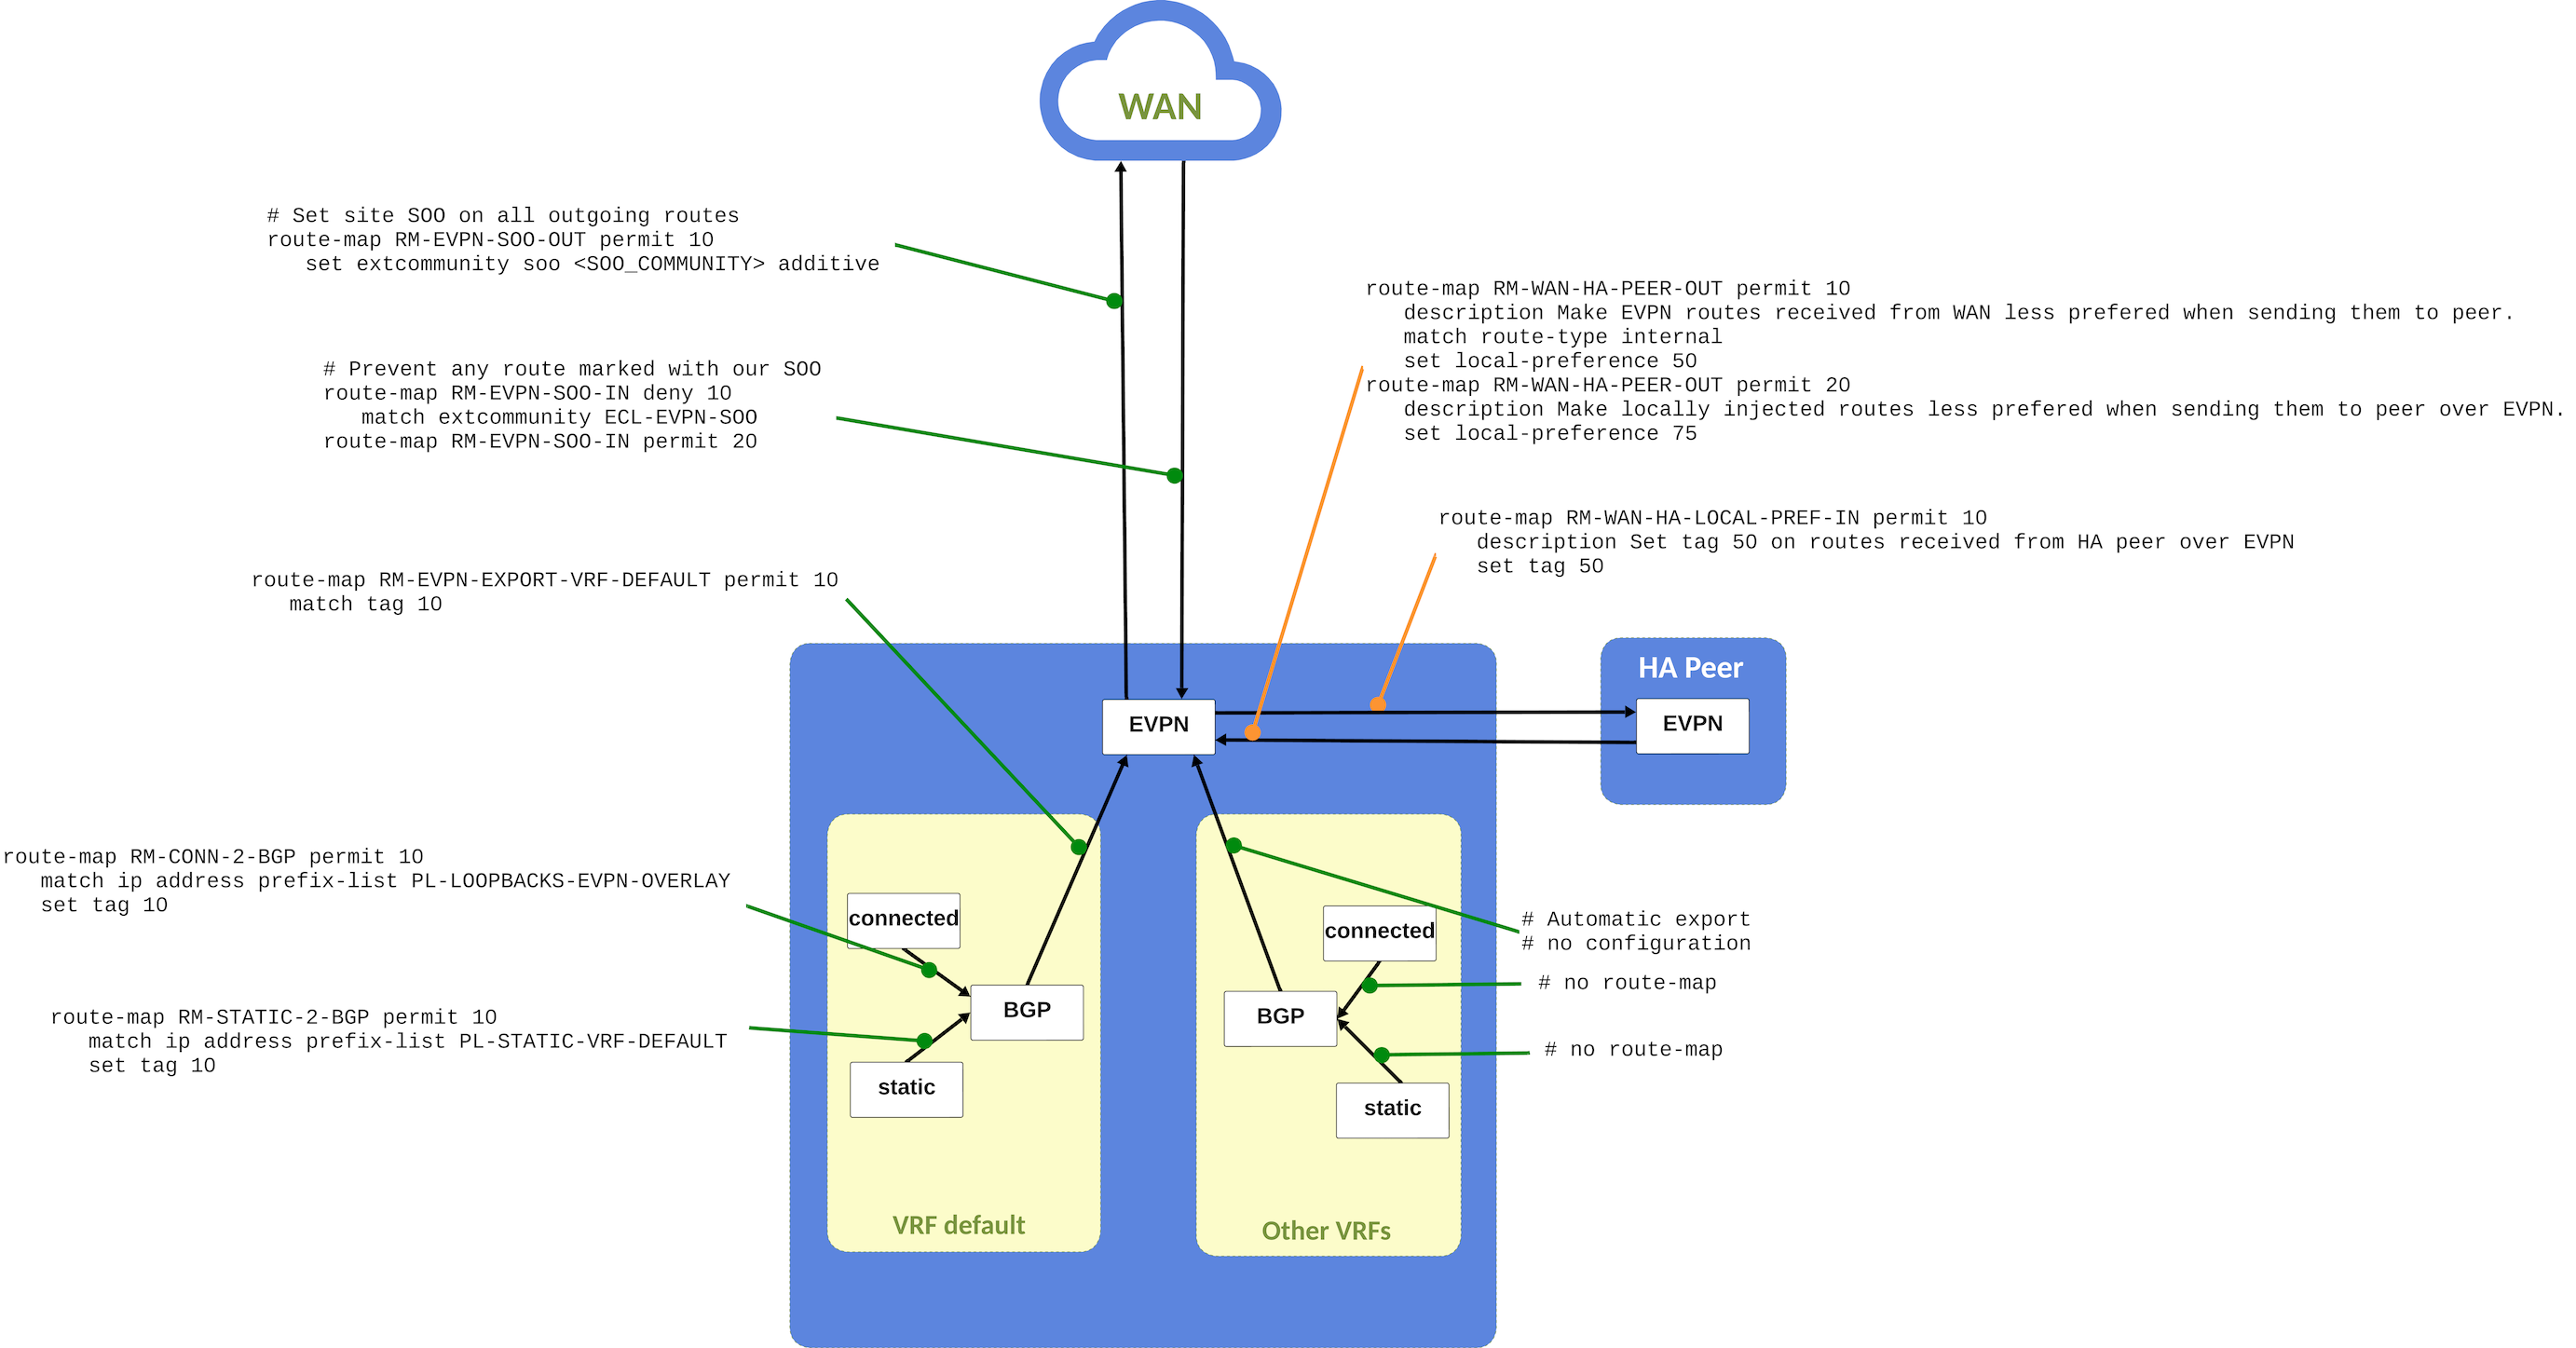 WAN
# Set site SOO on all outgoing routes
route-map RM-EVPN-SOO-OUT permit 10
   set extcommunity soo <SOO_COMMUNITY> additive
# Prevent any route marked with our SOO
route-map RM-EVPN-SOO-IN deny 10
   match extcommunity ECL-EVPN-SOO
route-map RM-EVPN-SOO-IN permit 20
route-map RM-WAN-HA-PEER-OUT permit 10
   description Make EVPN routes received from WAN less prefered when sending them to peer.
   match route-type internal
   set local-preference 50
route-map RM-WAN-HA-PEER-OUT permit 20
   description Make locally injected routes less prefered when sending them to peer over EVPN.
   set local-preference 75
route-map RM-WAN-HA-LOCAL-PREF-IN permit 10
   description Set tag 50 on routes received from HA peer over EVPN
   set tag 50
route-map RM-EVPN-EXPORT-VRF-DEFAULT permit 10
   match tag 10
HA Peer
EVPN
EVPN
route-map RM-CONN-2-BGP permit 10
   match ip address prefix-list PL-LOOPBACKS-EVPN-OVERLAY
   set tag 10
route-map RM-STATIC-2-BGP permit 10
   match ip address prefix-list PL-STATIC-VRF-DEFAULT
   set tag 10
connected
BGP
static
VRF default
connected
BGP
static
Other VRFs
# Automatic export
# no configuration
# no route-map
# no route-map